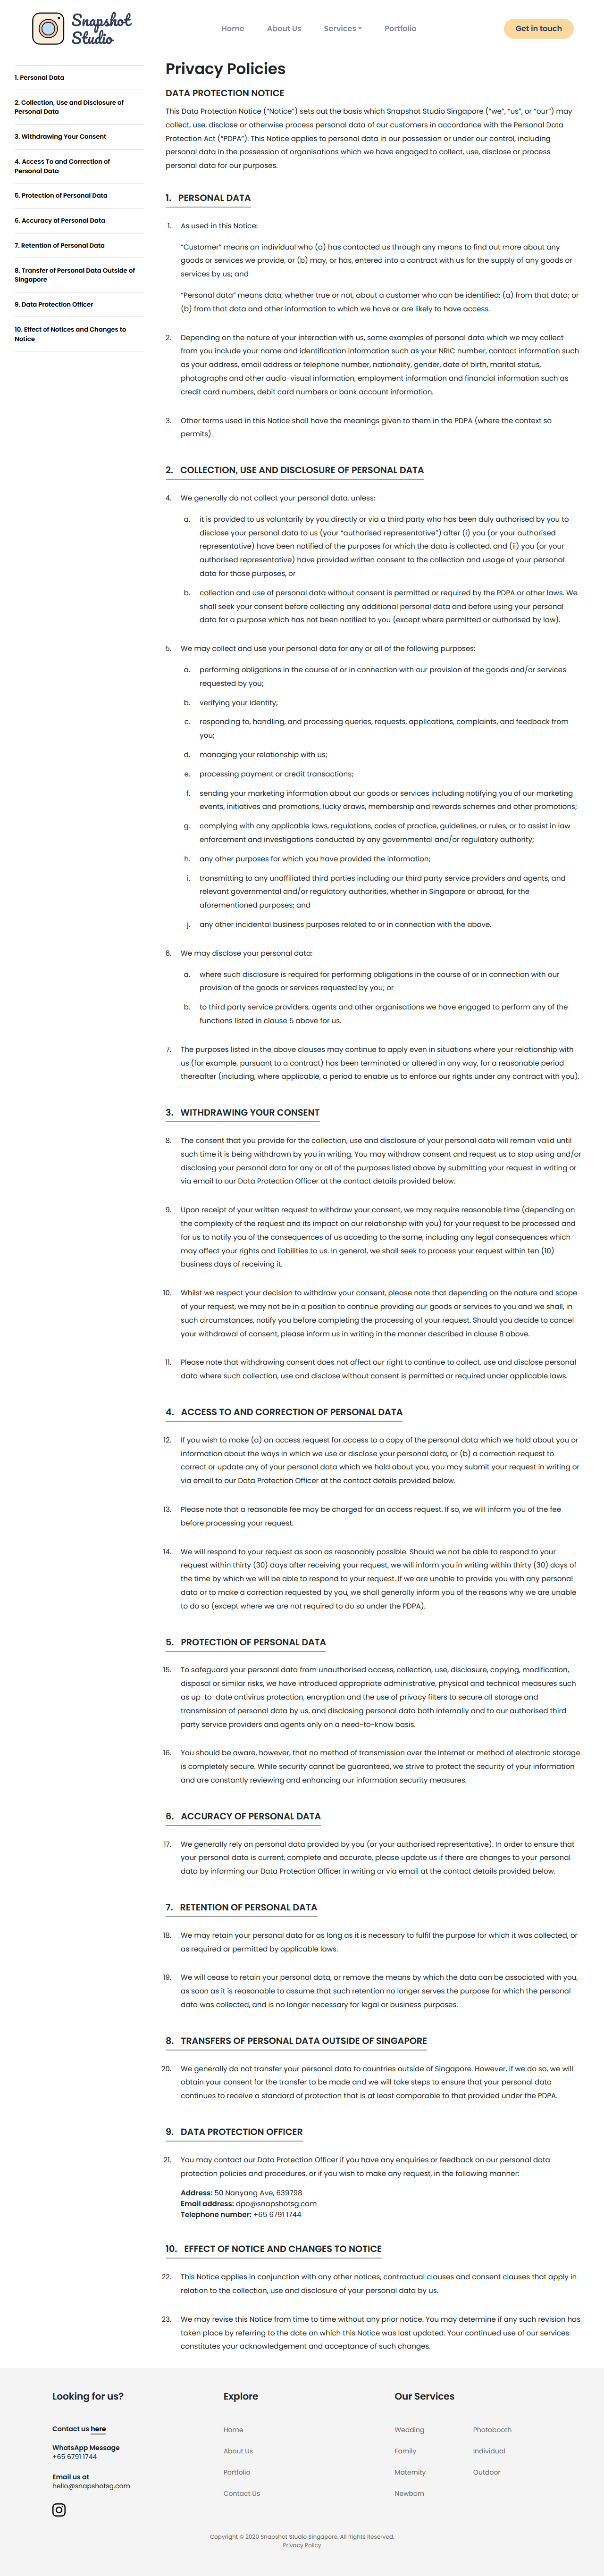 Snapshot
Studio
Home
About Us
Services
Portfolio
Get in touch
1. Personal Data
2. Collection, Use and Disclosure of
Personal Data
3. Withdrawing Your Consent
4. Access To and Correction of
Personal Data
5. Protection of Personal Data
6. Accuracy of Personal Data
7. Retention of Personal Data
8. Transfer of Personal Data Outside of
Singapore
9. Data Protection Officer
10. Effect of Notices and Changes to
Notice
Privacy Policies
DATA PROTECTION NOTICE
This Data Protection Notice (“Notice”) sets out the basis which Snapshot Studio Singapore (“we”, “us”, or “our”) may
collect, use, disclose or otherwise process personal data of our customers in accordance with the Personal Data
Protection Act (“PDPA”). This Notice applies to personal data in our possession or under our control, including
personal data in the possession of organisations which we have engaged to collect, use, disclose or process
personal data for our purposes.
1. PERSONAL DATA
1. As used in this Notice:
“Customer” means an individual who (a) has contacted us through any means to find out more about any
goods or services we provide, or (b) may, or has, entered into a contract with us for the supply of any goods or
services by us; and
“Personal data” means data, whether true or not, about a customer who can be identified: (a) from that data; or
(b) from that data and other information to which we have or are likely to have access.
2. Depending on the nature of your interaction with us, some examples of personal data which we may collect
from you include your name and identification information such as your NRIC number, contact information such
as your address, email address or telephone number, nationality, gender, date of birth, marital status,
photographs and other audio-visual information, employment information and financial information such as
credit card numbers, debit card numbers or bank account information.
3. Other terms used in this Notice shall have the meanings given to them in the PDPA (where the context so
permits).
2. COLLECTION, USE AND DISCLOSURE OF PERSONAL DATA
4. We generally do not collect your personal data, unless:
a. it is provided to us voluntarily by you directly or via a third party who has been duly authorised by you to
disclose your personal data to us (your “authorised representative”) after (i) you (or your authorised
representative) have been notified of the purposes for which the data is collected, and (ii) you (or your
authorised representative) have provided written consent to the collection and usage of your personal
data for those purposes, or
b. collection and use of personal data without consent is permitted or required by the PDPA or other laws. We
shall seek your consent before collecting any additional personal data and before using your personal
data for a purpose which has not been notified to you (except where permitted or authorised by law).
5. We may collect and use your personal data for any or all of the following purposes:
a. performing obligations in the course of or in connection with our provision of the goods and/or services
requested by you;
b. verifying your identity;
c. responding to, handling, and processing queries, requests, applications, complaints, and feedback from
you;
d. managing your relationship with us;
e. processing payment or credit transactions;
f. sending your marketing information about our goods or services including notifying you of our marketing
events, initiatives and promotions, lucky draws, membership and rewards schemes and other promotions;
g. complying with any applicable laws, regulations, codes of practice, guidelines, or rules, or to assist in law
enforcement and investigations conducted by any governmental and/or regulatory authority;
h. any other purposes for which you have provided the information;
i. transmitting to any unaffiliated third parties including our third party service providers and agents, and
relevant governmental and/or regulatory authorities, whether in Singapore or abroad, for the
aforementioned purposes; and
j. any other incidental business purposes related to or in connection with the above.
6. We may disclose your personal data:
a. where such disclosure is required for performing obligations in the course of or in connection with our
provision of the goods or services requested by you; or
b. to third party service providers, agents and other organisations we have engaged to perform any of the
functions listed in clause 5 above for us.
7. The purposes listed in the above clauses may continue to apply even in situations where your relationship with
us (for example, pursuant to a contract) has been terminated or altered in any way, for a reasonable period
thereafter (including, where applicable, a period to enable us to enforce our rights under any contract with you).
3. WITHDRAWING YOUR CONSENT
8. The consent that you provide for the collection, use and disclosure of your personal data will remain valid until
such time it is being withdrawn by you in writing. You may withdraw consent and request us to stop using and/or
disclosing your personal data for any or all of the purposes listed above by submitting your request in writing or
via email to our Data Protection Officer at the contact details provided below.
9. Upon receipt of your written request to withdraw your consent, we may require reasonable time (depending on
the complexity of the request and its impact on our relationship with you) for your request to be processed and
for us to notify you of the consequences of us acceding to the same, including any legal consequences which
may affect your rights and liabilities to us. In general, we shall seek to process your request within ten (10)
business days of receiving it.
10. Whilst we respect your decision to withdraw your consent, please note that depending on the nature and scope
of your request, we may not be in a position to continue providing our goods or services to you and we shall, in
such circumstances, notify you before completing the processing of your request. Should you decide to cancel
your withdrawal of consent, please inform us in writing in the manner described in clause 8 above.
11. Please note that withdrawing consent does not affect our right to continue to collect, use and disclose personal
data where such collection, use and disclose without consent is permitted or required under applicable laws.
4. ACCESS TO AND CORRECTION OF PERSONAL DATA
12. If you wish to make (a) an access request for access to a copy of the personal data which we hold about you or
information about the ways in which we use or disclose your personal data, or (b) a correction request to
correct or update any of your personal data which we hold about you, you may submit your request in writing or
via email to our Data Protection Officer at the contact details provided below.
13. Please note that a reasonable fee may be charged for an access request. If so, we will inform you of the fee
before processing your request.
14. We will respond to your request as soon as reasonably possible. Should we not be able to respond to your
request within thirty (30) days after receiving your request, we will inform you in writing within thirty (30) days of
the time by which we will be able to respond to your request. If we are unable to provide you with any personal
data or to make a correction requested by you, we shall generally inform you of the reasons why we are unable
to do so (except where we are not required to do so under the PDPA).
5. PROTECTION OF PERSONAL DATA
15. To safeguard your personal data from unauthorised access, collection, use, disclosure, copying, modification,
disposal or similar risks, we have introduced appropriate administrative, physical and technical measures such
as up-to-date antivirus protection, encryption and the use of privacy filters to secure all storage and
transmission of personal data by us, and disclosing personal data both internally and to our authorised third
party service providers and agents only on a need-to-know basis.
16. You should be aware, however, that no method of transmission over the Internet or method of electronic storage
is completely secure. While security cannot be guaranteed, we strive to protect the security of your information
and are constantly reviewing and enhancing our information security measures.
6. ACCURACY OF PERSONAL DATA
17. We generally rely on personal data provided by you (or your authorised representative). In order to ensure that
your personal data is current, complete and accurate, please update us if there are changes to your personal
data by informing our Data Protection Officer in writing or via email at the contact details provided below.
7. RETENTION OF PERSONAL DATA
18. We may retain your personal data for as long as it is necessary to fulfil the purpose for which it was collected, or
as required or permitted by applicable laws.
19. We will cease to retain your personal data, or remove the means by which the data can be associated with you,
as soon as it is reasonable to assume that such retention no longer serves the purpose for which the personal
data was collected, and is no longer necessary for legal or business purposes.
8. TRANSFERS OF PERSONAL DATA OUTSIDE OF SINGAPORE
20. We generally do not transfer your personal data to countries outside of Singapore. However, if we do so, we will
obtain your consent for the transfer to be made and we will take steps to ensure that your personal data
continues to receive a standard of protection that is at least comparable to that provided under the PDPA.
9. DATA PROTECTION OFFICER
21. You may contact our Data Protection Officer if you have any enquiries or feedback on our personal data
protection policies and procedures, or if you wish to make any request, in the following manner:
Address: 50 Nanyang Ave, 639798
Email address: dpo@snapshotsg.com
Telephone number: +65 6791 1744
10. EFFECT OF NOTICE AND CHANGES TO NOTICE
22. This Notice applies in conjunction with any other notices, contractual clauses and consent clauses that apply in
relation to the collection, use and disclosure of your personal data by us.
23. We may revise this Notice from time to time without any prior notice. You may determine if any such revision has
taken place by referring to the date on which this Notice was last updated. Your continued use of our services
constitutes your acknowledgement and acceptance of such changes.
Looking for us?
Contact us here
WhatsApp Message
+65 6791 1744
Email us at
hello@snapshotsg.com
Explore
Home
About Us
Portfolio
Contact Us
Our Services
Wedding
Photobooth
Family
Individual
Maternity
Outdoor
Newborn
Copyright © 2020 Snapshot Studio Singapore. All Rights Reserved.
Privacy Policy